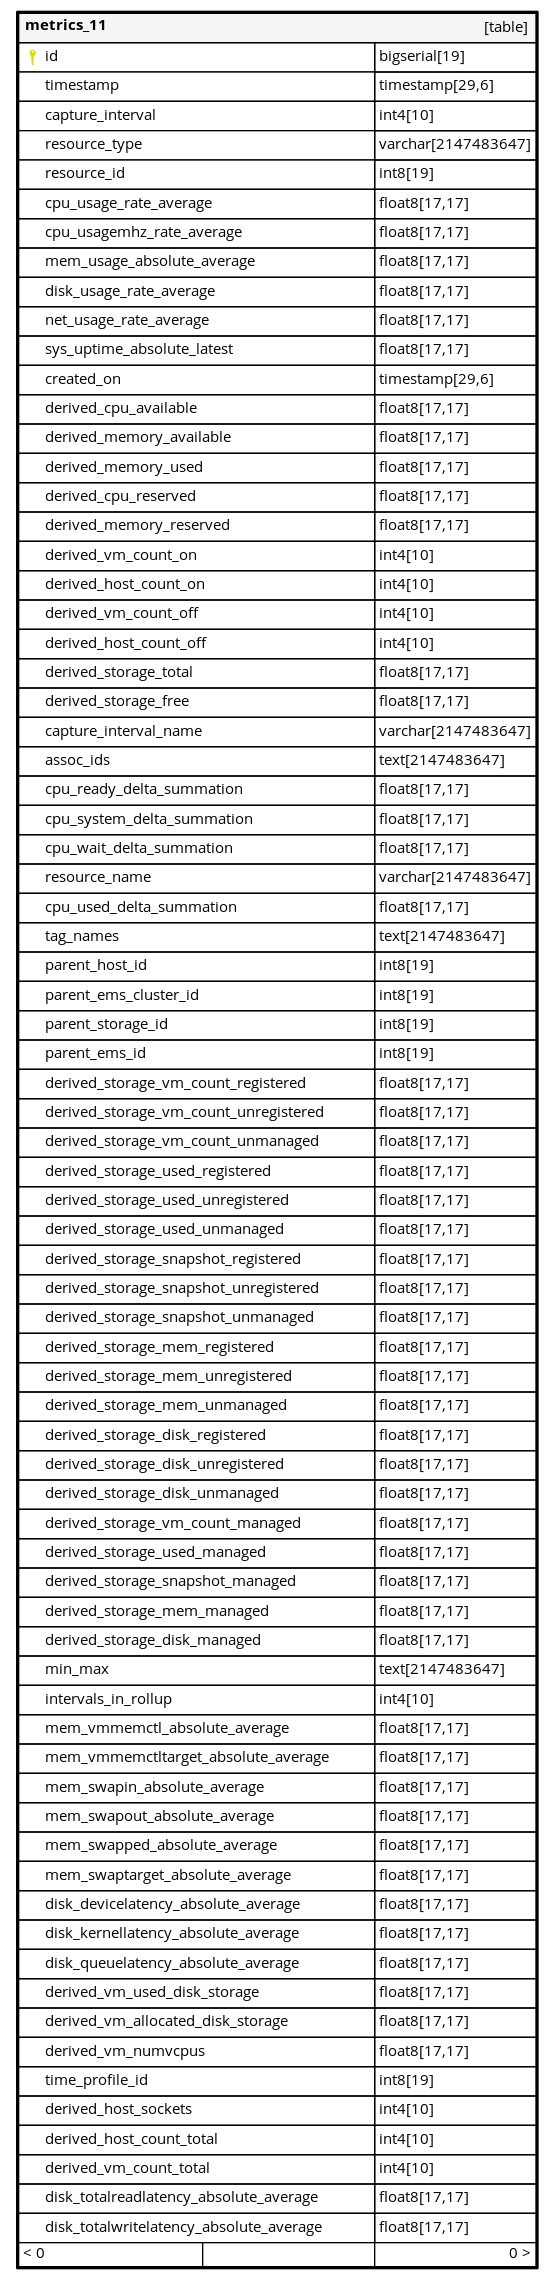 metrics_11 [table]
id bigserial[19]
timestamp timestamp[29,6]
capture_interval int4[10]
resource_type varchar[2147483647]
resource_id int8[19]
cpu_usage_rate_average float8[17,17]
cpu_usagemhz_rate_average float8[17,17]
mem_usage_absolute_average float8[17,17]
disk_usage_rate_average float8[17,17]
net_usage_rate_average float8[17,17]
sys_uptime_absolute_latest float8[17,17]
created_on timestamp[29,6]
derived_cpu_available float8[17,17]
derived_memory_available float8[17,17]
derived_memory_used float8[17,17]
derived_cpu_reserved float8[17,17]
derived_memory_reserved float8[17,17]
derived_vm_count_on int4[10]
derived_host_count_on int4[10]
derived_vm_count_off int4[10]
derived_host_count_off int4[10]
derived_storage_total float8[17,17]
derived_storage_free float8[17,17]
capture_interval_name varchar[2147483647]
assoc_ids text[2147483647]
cpu_ready_delta_summation float8[17,17]
cpu_system_delta_summation float8[17,17]
cpu_wait_delta_summation float8[17,17]
resource_name varchar[2147483647]
cpu_used_delta_summation float8[17,17]
tag_names text[2147483647]
parent_host_id int8[19]
parent_ems_cluster_id int8[19]
parent_storage_id int8[19]
parent_ems_id int8[19]
derived_storage_vm_count_registered float8[17,17]
derived_storage_vm_count_unregistered float8[17,17]
derived_storage_vm_count_unmanaged float8[17,17]
derived_storage_used_registered float8[17,17]
derived_storage_used_unregistered float8[17,17]
derived_storage_used_unmanaged float8[17,17]
derived_storage_snapshot_registered float8[17,17]
derived_storage_snapshot_unregistered float8[17,17]
derived_storage_snapshot_unmanaged float8[17,17]
derived_storage_mem_registered float8[17,17]
derived_storage_mem_unregistered float8[17,17]
derived_storage_mem_unmanaged float8[17,17]
derived_storage_disk_registered float8[17,17]
derived_storage_disk_unregistered float8[17,17]
derived_storage_disk_unmanaged float8[17,17]
derived_storage_vm_count_managed float8[17,17]
derived_storage_used_managed float8[17,17]
derived_storage_snapshot_managed float8[17,17]
derived_storage_mem_managed float8[17,17]
derived_storage_disk_managed float8[17,17]
min_max text[2147483647]
intervals_in_rollup int4[10]
mem_vmmemctl_absolute_average float8[17,17]
mem_vmmemctltarget_absolute_average float8[17,17]
mem_swapin_absolute_average float8[17,17]
mem_swapout_absolute_average float8[17,17]
mem_swapped_absolute_average float8[17,17]
mem_swaptarget_absolute_average float8[17,17]
disk_devicelatency_absolute_average float8[17,17]
disk_kernellatency_absolute_average float8[17,17]
disk_queuelatency_absolute_average float8[17,17]
derived_vm_used_disk_storage float8[17,17]
derived_vm_allocated_disk_storage float8[17,17]
derived_vm_numvcpus float8[17,17]
time_profile_id int8[19]
derived_host_sockets int4[10]
derived_host_count_total int4[10]
derived_vm_count_total int4[10]
disk_totalreadlatency_absolute_average float8[17,17]
disk_totalwritelatency_absolute_average float8[17,17]
< 0 0 >